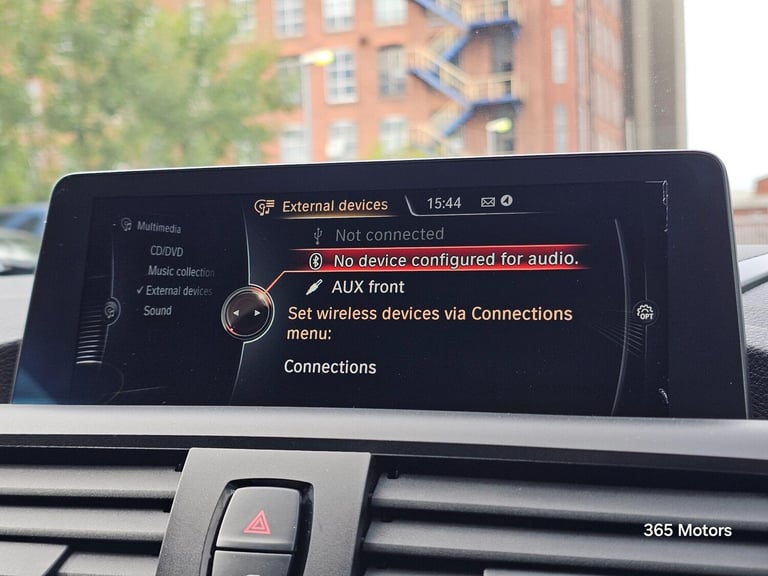 External devices
15:44
Multimedia
CD/DVD
Music collection
✓ External devices
Sound
Not connected
No device configured for audio.
AUX front
Set wireless devices via Connections
menu:
Connections
OPT
365 Motors